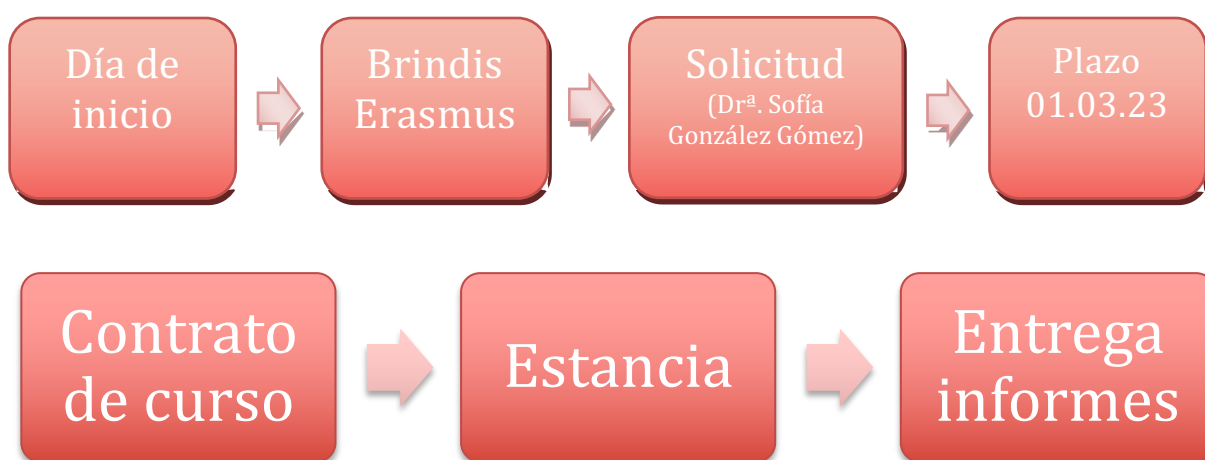 Día de
inicio
Brindis
Erasmus
Solicitud
(Drª. Sofía
González Gómez)
Plazo
01.03.23
Contrato
de curso
Estancia
Entrega
informes